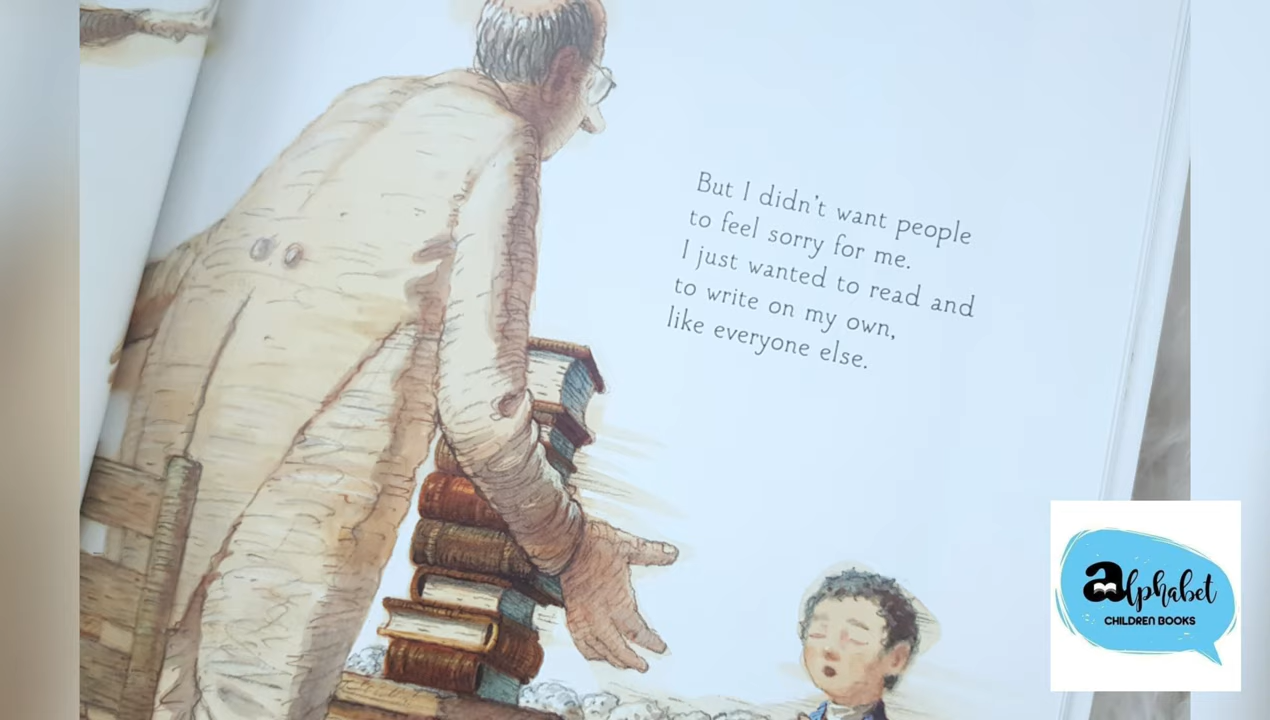 But I didn't want people
to feel sorry for me.
I just wanted to read and
to write on my own,
like everyone else.
alphabet
CHILDREN BOOKS